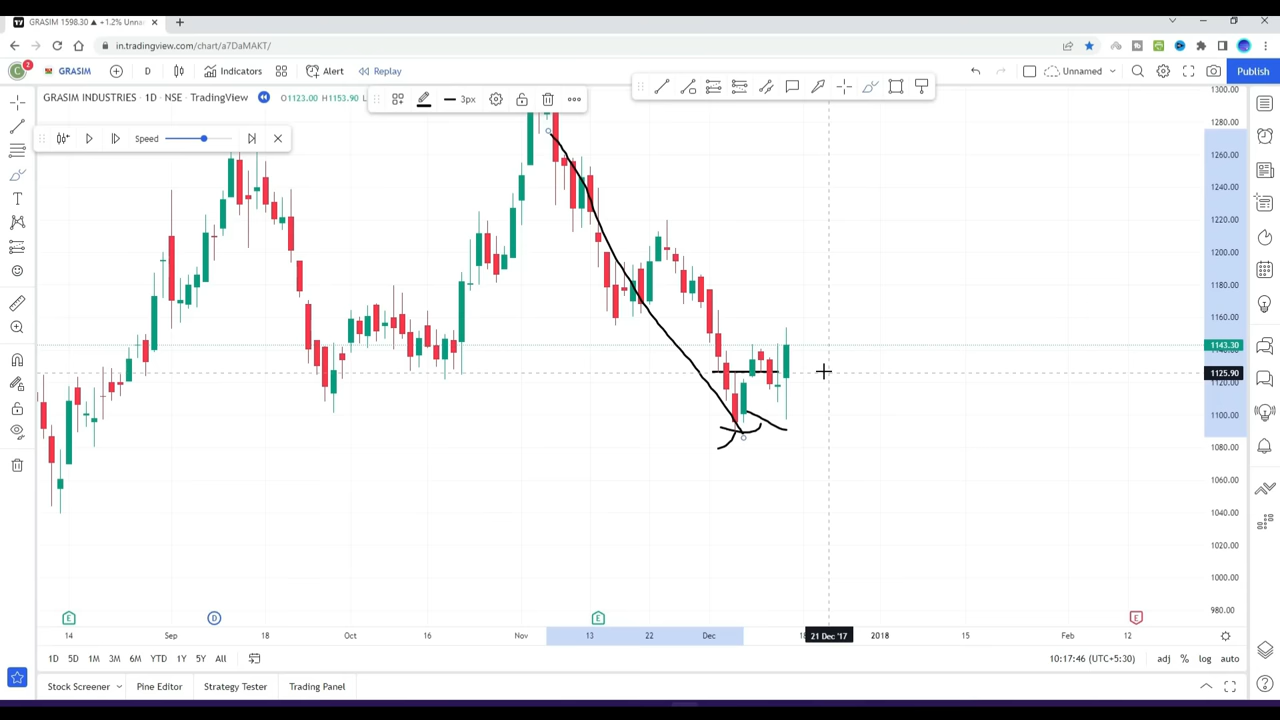 GRASIM 1598.30 ▲ +1.2% Unna
in.tradingview.com/chart/a7DaMAKT/
C 2 GRASIM D Indicators Alert Replay Unnamed Publish
GRASIM INDUSTRIES · 1D · NSE · TradingView O1123.00 H1153.90 L
3px
Speed
1300.00
1280.00
1260.00
1240.00
1220.00
1200.00
1180.00
1160.00
1143.30
1125.90
1120.00
1100.00
1080.00
1060.00
1040.00
1020.00
1000.00
980.00
E D E E
14 Sep 18 Oct 16 Nov 13 22 Dec 21 Dec '17 2018 15 Feb 12
1D 5D 1M 3M 6M YTD 1Y 5Y All 10:17:46 (UTC+5:30) adj % log auto
Stock Screener Pine Editor Strategy Tester Trading Panel